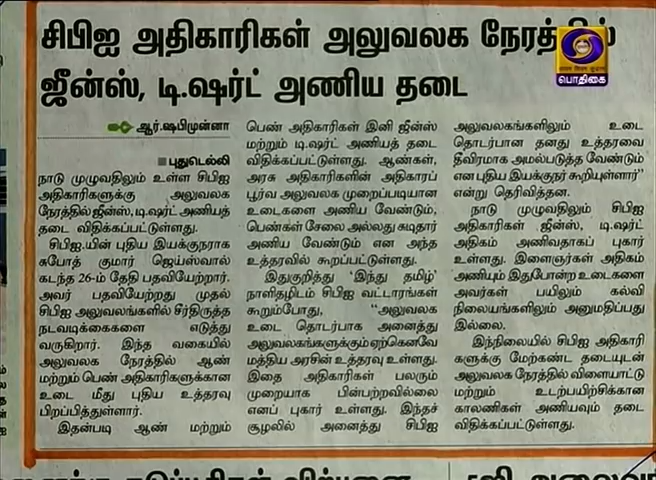 சிபிஐ அதிகாரிகள் அலுவலக நேரத்தில்
ஜீன்ஸ், டி.ஷர்ட் அணிய தடை
பொதிகை
ஆர்.ஷபிமுன்னா
புதுடெல்லி
நாடு முழுவதிலும் உள்ள சிபிஐ
அதிகாரிகளுக்கு அலுவலக
நேரத்தில் ஜீன்ஸ், டி.ஷர்ட் அணியத்
தடை விதிக்கப்பட்டுள்ளது.
சிபிஐ.யின் புதிய இயக்குநராக
சுபோத் குமார் ஜெய்ஸ்வால்
கடந்த 26-ம் தேதி பதவியேற்றார்.
அவர் பதவியேற்றது முதல்
சிபிஐ அலுவலங்களில் சீர்திருத்த
நடவடிக்கைகளை எடுத்து
வருகிறார். இந்த வகையில்
அலுவலக நேரத்தில் ஆண்
மற்றும் பெண் அதிகாரிகளுக்கான
உடை மீது புதிய உத்தரவு
பிறப்பித்துள்ளார்.
இதன்படி ஆண் மற்றும்
பெண் அதிகாரிகள் இனி ஜீன்ஸ்
மற்றும் டி.ஷர்ட் அணியத் தடை
விதிக்கப்பட்டுள்ளது. ஆண்கள்,
அரசு அதிகாரிகளின் அதிகாரப்
பூர்வ அலுவலக முறைப்படியான
உடைகளை அணிய வேண்டும்,
பெண்கள் சேலை அல்லது சுடிதார்
அணிய வேண்டும் என அந்த
உத்தரவில் கூறப்பட்டுள்ளது.
இதுகுறித்து 'இந்து தமிழ்'
நாளிதழிடம் சிபிஐ வட்டாரங்கள்
கூறும்போது, "அலுவலக
உடை தொடர்பாக அனைத்து
அலுவலகங்களுக்கும் ஏற்கெனவே
மத்திய அரசின் உத்தரவு உள்ளது.
இதை அதிகாரிகள் பலரும்
முறையாக பின்பற்றவில்லை
எனப் புகார் உள்ளது. இந்தச்
சூழலில் அனைத்து சிபிஐ
அலுவலகங்களிலும் உடை
தொடர்பான தனது உத்தரவை
தீவிரமாக அமல்படுத்த வேண்டும்
என புதிய இயக்குநர் கூறியுள்ளார்"
என்று தெரிவித்தன.
நாடு முழுவதிலும் சிபிஐ
அதிகாரிகள் ஜீன்ஸ், டி.ஷர்ட்
அதிகம் அணிவதாகப் புகார்
உள்ளது. இளைஞர்கள் அதிகம்
அணியும் இதுபோன்ற உடைகளை
அவர்கள் பயிலும் கல்வி
நிலையங்களிலும் அனுமதிப்பது
இல்லை.
இந்நிலையில் சிபிஐ அதிகாரி
களுக்கு மேற்கண்ட தடையுடன்
அலுவலக நேரத்தில் விளையாட்டு
மற்றும் உடற்பயிற்சிக்கான
காலணிகள் அணியவும் தடை
விதிக்கப்பட்டுள்ளது.